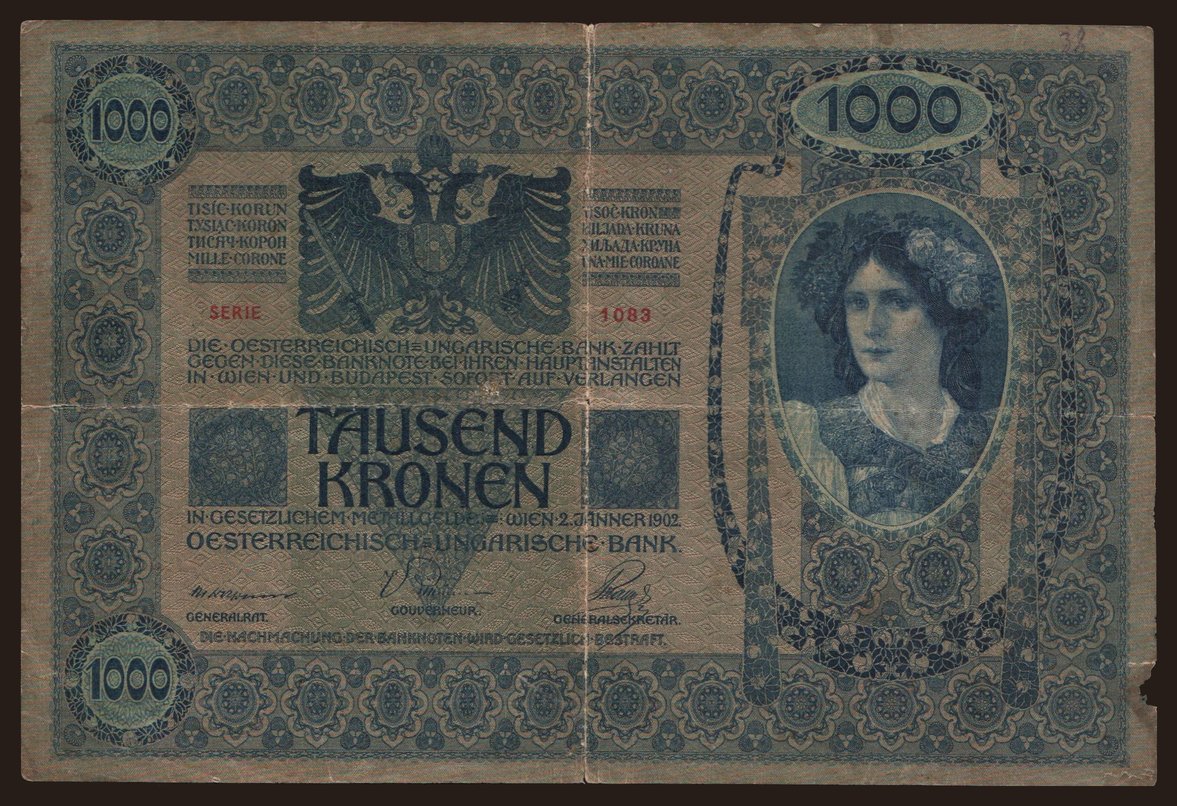 38
1000
1000
TISÍC·KORUN
TYSIĄC·KORON
ТИСЯЧ·КОРОН
MILLE·CORONE
TISOČ·KRON
HILJADA·KRUNA
ХИЉАДА·КРУНА
UNA·MIE·COROANE
SERIE
1083
DIE·OESTERREICHISCH=UNGARISCHE·BANK·ZAHLT
GEGEN·DIESE·BANKNOTE·BEI·IHREN·HAUPTANSTALTEN
IN·WIEN·UND·BUDAPEST·SOFORT·AUF·VERLANGEN
TAUSEND
KRONEN
IN·GESETZLICHEM·METALLGELDE·WIEN·2.JÄNNER 1902
OESTERREICHISCH=UNGARISCHE·BANK.
GENERALRAT.
GOUVERNEUR.
GENERALSEKRETÄR.
DIE·NACHMACHUNG·DER·BANKNOTEN·WIRD·GESETZLICH·BESTRAFT.
1000